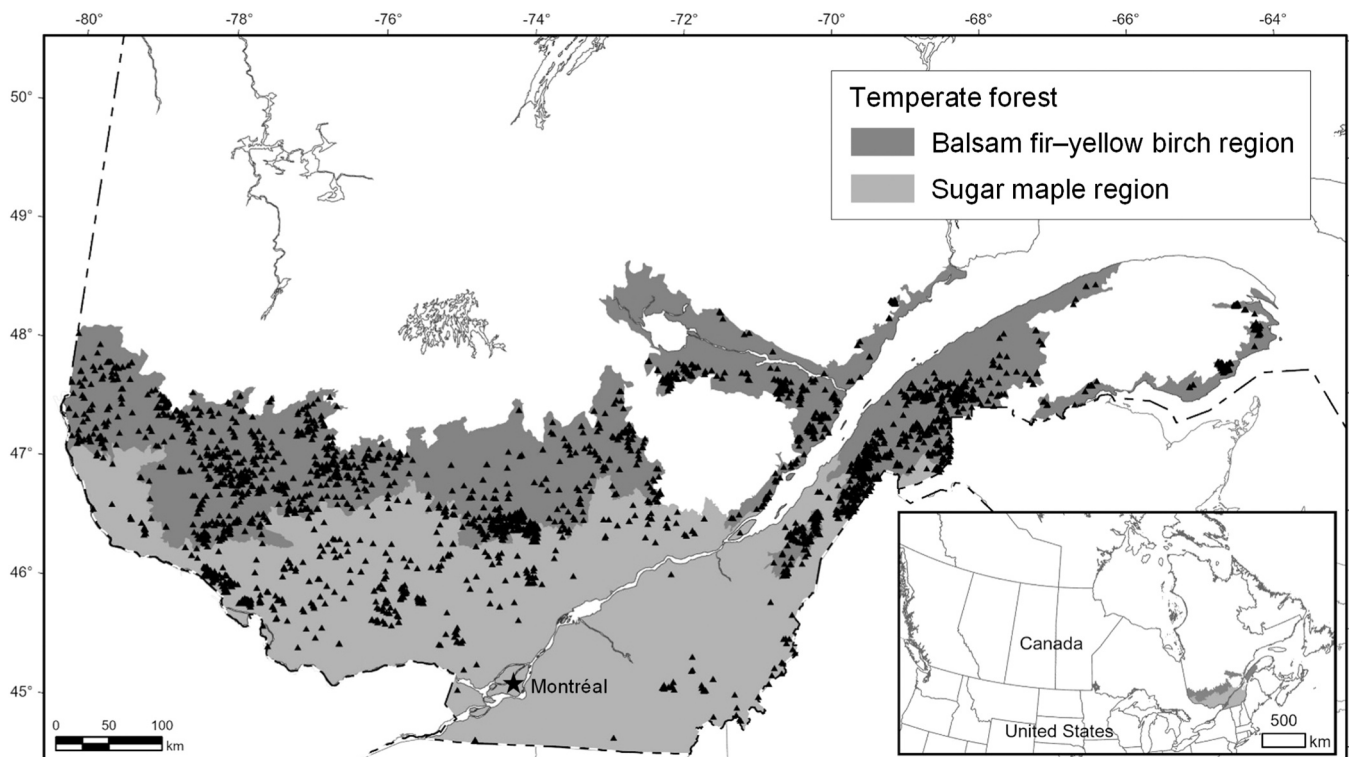 -80° -78° -76° -74° -72° -70° -68° -66° -64°
50°
49°
48°
47°
46°
45°
Temperate forest
Balsam fir–yellow birch region
Sugar maple region
Montréal
0 50 100
km
Canada
United States
500
km